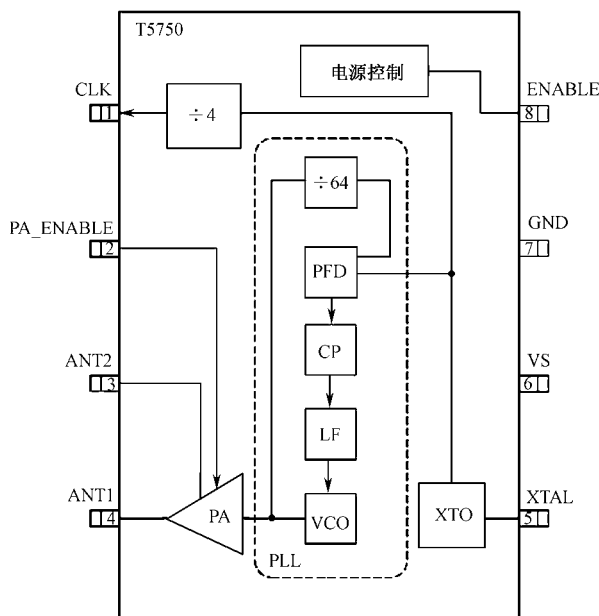 T5750
电源控制
CLK
1
÷4
ENABLE
8
÷64
PA_ENABLE
2
GND
7
PFD
CP
ANT2
3
VS
6
LF
ANT1
4
PA
VCO
XTO
XTAL
5
PLL